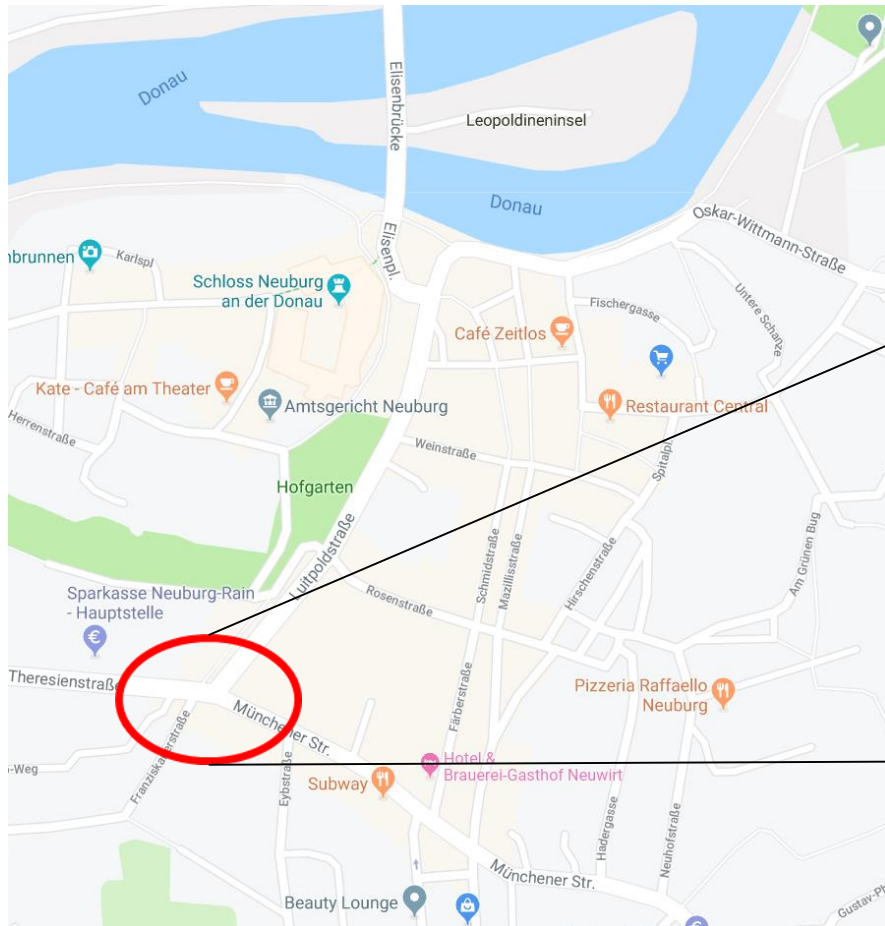 Donau
Elisenbrücke
Leopoldineninsel
Donau
Oskar-Wittmann-Straße
Elisenpl.
nbrunnen
Karlspl
Schloss Neuburg
an der Donau
Untere Schanze
Fischergasse
Café Zeitlos
Kate - Café am Theater
Amtsgericht Neuburg
Restaurant Central
Herrenstraße
Weinstraße
Spitalpl
Hofgarten
Luitpoldstraße
Schmidstraße
Mazillisstraße
Hirschenstraße
Am Grünen Bug
Sparkasse Neuburg-Rain
- Hauptstelle
€
Rosenstraße
Theresienstraße
Pizzeria Raffaello
Neuburg
Münchener Str.
Färberstraße
Franziskanerstraße
-Weg
Eybstraße
Hotel &
Brauerei-Gasthof Neuwirt
Subway
Hadergasse
Neuhofstraße
Münchener Str.
Beauty Lounge
Gustav-Ph
€